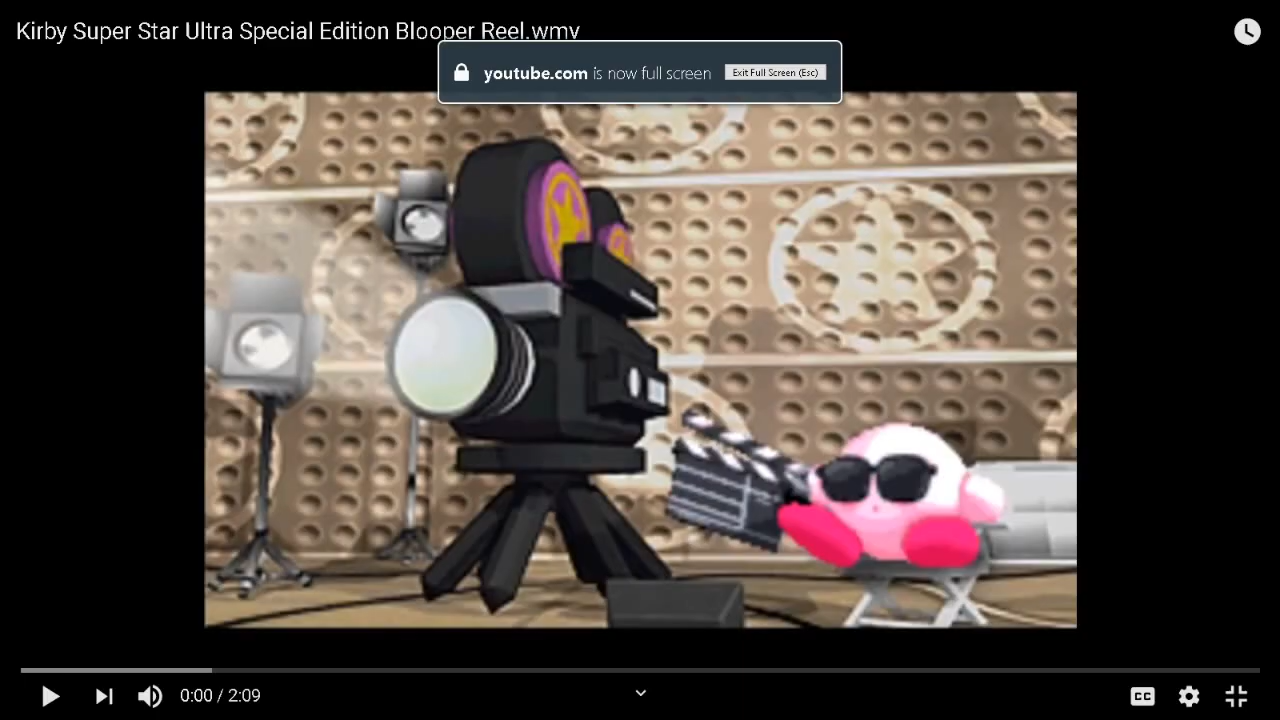 Kirby Super Star Ultra Special Edition Blooper Reel.wmv
youtube.com is now full screen
Exit Full Screen (Esc)
0:00 / 2:09
CC